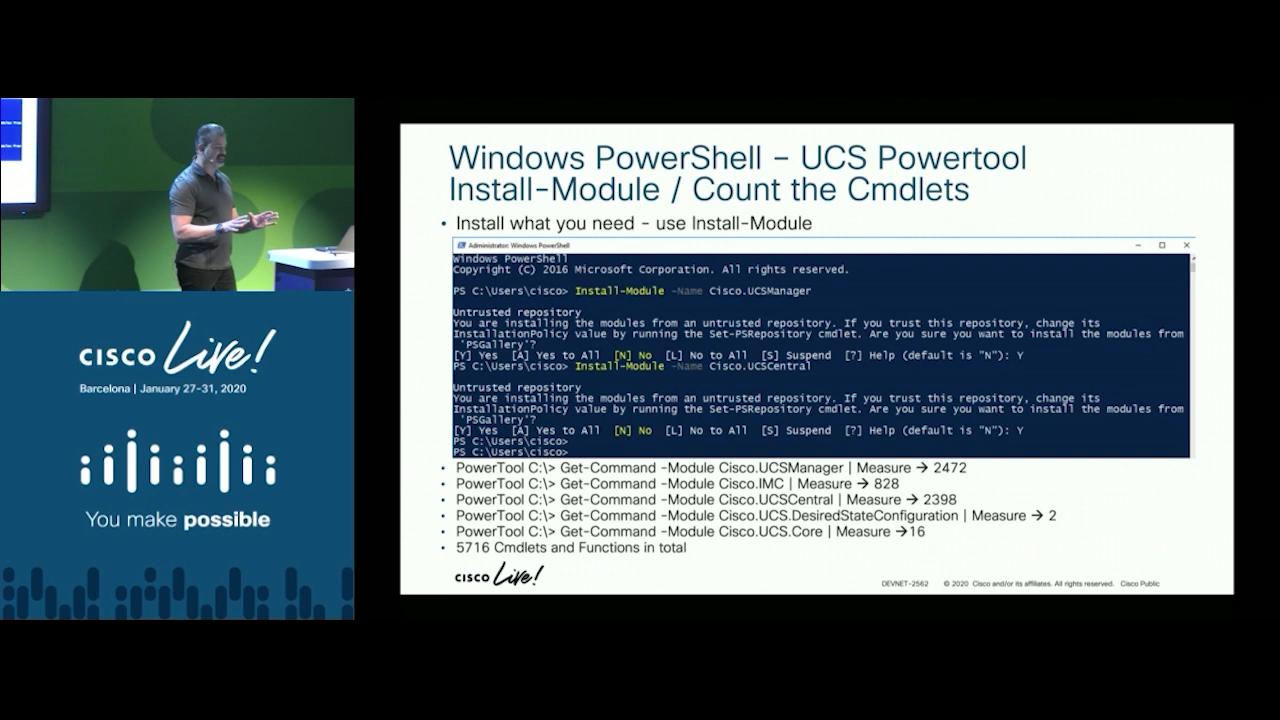 CISCO Live!
Barcelona | January 27-31, 2020
You make possible
Windows PowerShell – UCS Powertool
Install-Module / Count the Cmdlets
• Install what you need - use Install-Module
Administrator: Windows PowerShell
Windows PowerShell
Copyright (C) 2016 Microsoft Corporation. All rights reserved.
PS C:\Users\cisco> Install-Module -Name Cisco.UCSManager
Untrusted repository
You are installing the modules from an untrusted repository. If you trust this repository, change its
InstallationPolicy value by running the Set-PSRepository cmdlet. Are you sure you want to install the modules from
'PSGallery'?
[Y] Yes [A] Yes to All [N] No [L] No to All [S] Suspend [?] Help (default is "N"): Y
PS C:\Users\cisco> Install-Module -Name Cisco.UCSCentral
Untrusted repository
You are installing the modules from an untrusted repository. If you trust this repository, change its
InstallationPolicy value by running the Set-PSRepository cmdlet. Are you sure you want to install the modules from
'PSGallery'?
[Y] Yes [A] Yes to All [N] No [L] No to All [S] Suspend [?] Help (default is "N"): Y
PS C:\Users\cisco>
PS C:\Users\cisco>
• PowerTool C:\> Get-Command -Module Cisco.UCSManager | Measure → 2472
• PowerTool C:\> Get-Command -Module Cisco.IMC | Measure → 828
• PowerTool C:\> Get-Command -Module Cisco.UCSCentral | Measure → 2398
• PowerTool C:\> Get-Command -Module Cisco.UCS.DesiredStateConfiguration | Measure → 2
• PowerTool C:\> Get-Command -Module Cisco.UCS.Core | Measure →16
• 5716 Cmdlets and Functions in total
CISCO Live!
DEVNET-2562 © 2020 Cisco and/or its affiliates. All rights reserved. Cisco Public